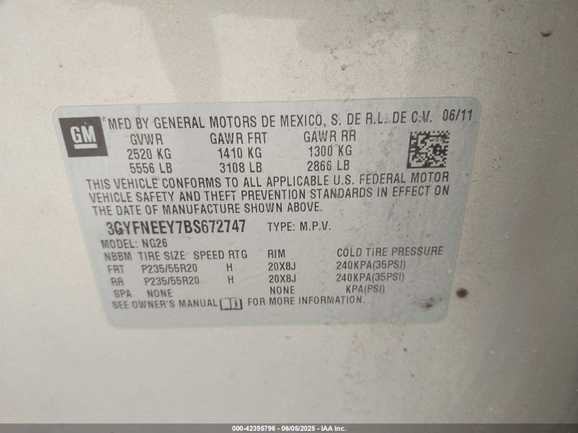 GM
MFD BY GENERAL MOTORS DE MEXICO, S. DE R.L. DE C.V. 06/11
GVWR GAWR FRT GAWR RR
2520 KG 1410 KG 1300 KG
5556 LB 3108 LB 2866 LB
THIS VEHICLE CONFORMS TO ALL APPLICABLE U.S. FEDERAL MOTOR
VEHICLE SAFETY AND THEFT PREVENTION STANDARDS IN EFFECT ON
THE DATE OF MANUFACTURE SHOWN ABOVE.
3GYFNEEY7BS672747 TYPE: M.P.V.
MODEL: NG26
NBBM TIRE SIZE SPEED RTG RIM COLD TIRE PRESSURE
FRT P235/55R20 H 20X8J 240KPA(35PSI)
RR P235/55R20 H 20X8J 240KPA(35PSI)
SPA NONE NONE KPA(PSI)
SEE OWNER'S MANUAL FOR MORE INFORMATION.
000-42395796 - 06/05/2025 - IAA Inc.